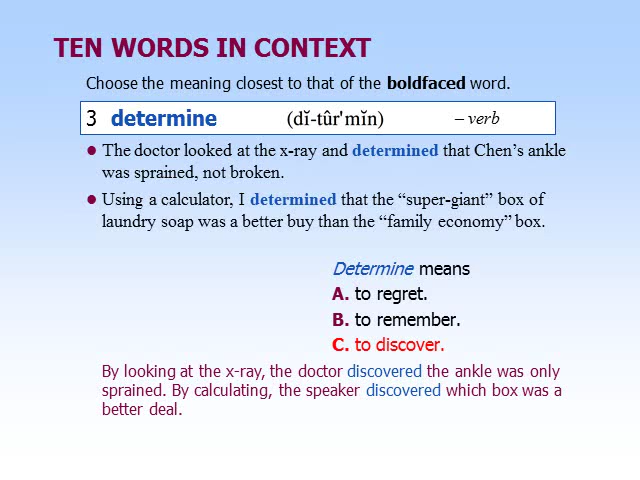 TEN WORDS IN CONTEXT
Choose the meaning closest to that of the boldfaced word.
3 determine (dĭ-tûr'mĭn) – verb
• The doctor looked at the x-ray and determined that Chen’s ankle
was sprained, not broken.
• Using a calculator, I determined that the “super-giant” box of
laundry soap was a better buy than the “family economy” box.
Determine means
A. to regret.
B. to remember.
C. to discover.
By looking at the x-ray, the doctor discovered the ankle was only
sprained. By calculating, the speaker discovered which box was a
better deal.